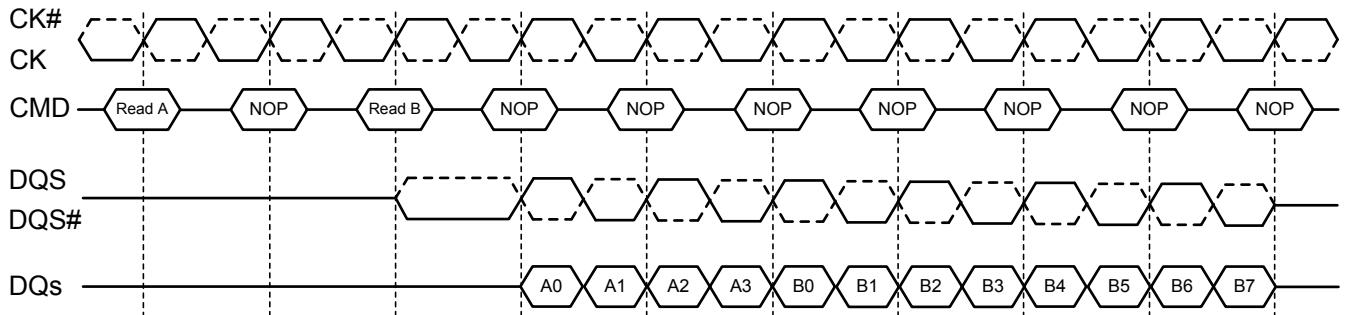 CK#
CK
CMD Read A NOP Read B NOP NOP NOP NOP NOP NOP NOP
DQS
DQS#
DQs A0 A1 A2 A3 B0 B1 B2 B3 B4 B5 B6 B7